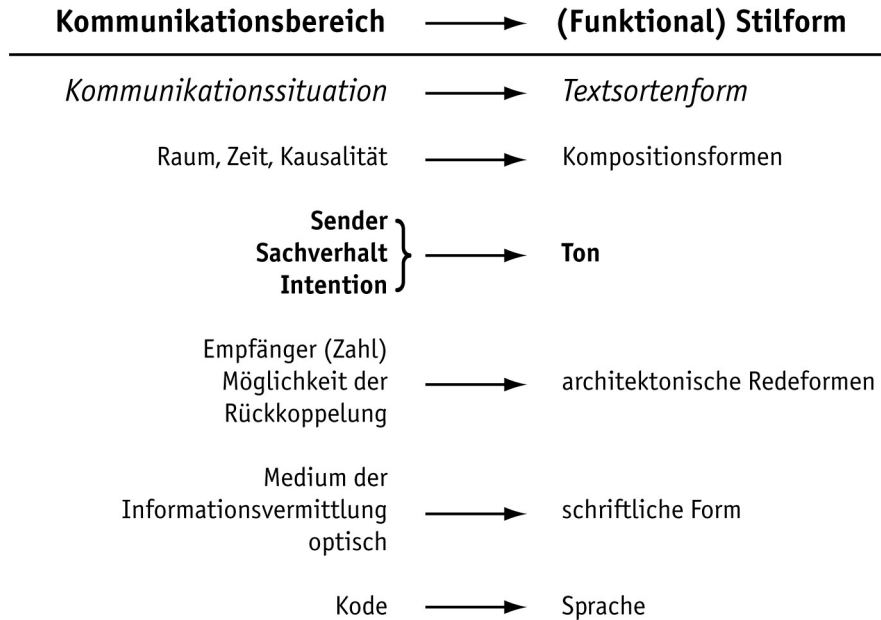 Kommunikationsbereich → (Funktional) Stilform
Kommunikationssituation → Textsortenform
Raum, Zeit, Kausalität → Kompositionsformen
Sender
Sachverhalt → Ton
Intention
Empfänger (Zahl)
Möglichkeit der → architektonische Redeformen
Rückkoppelung
Medium der
Informationsvermittlung → schriftliche Form
optisch
Kode → Sprache